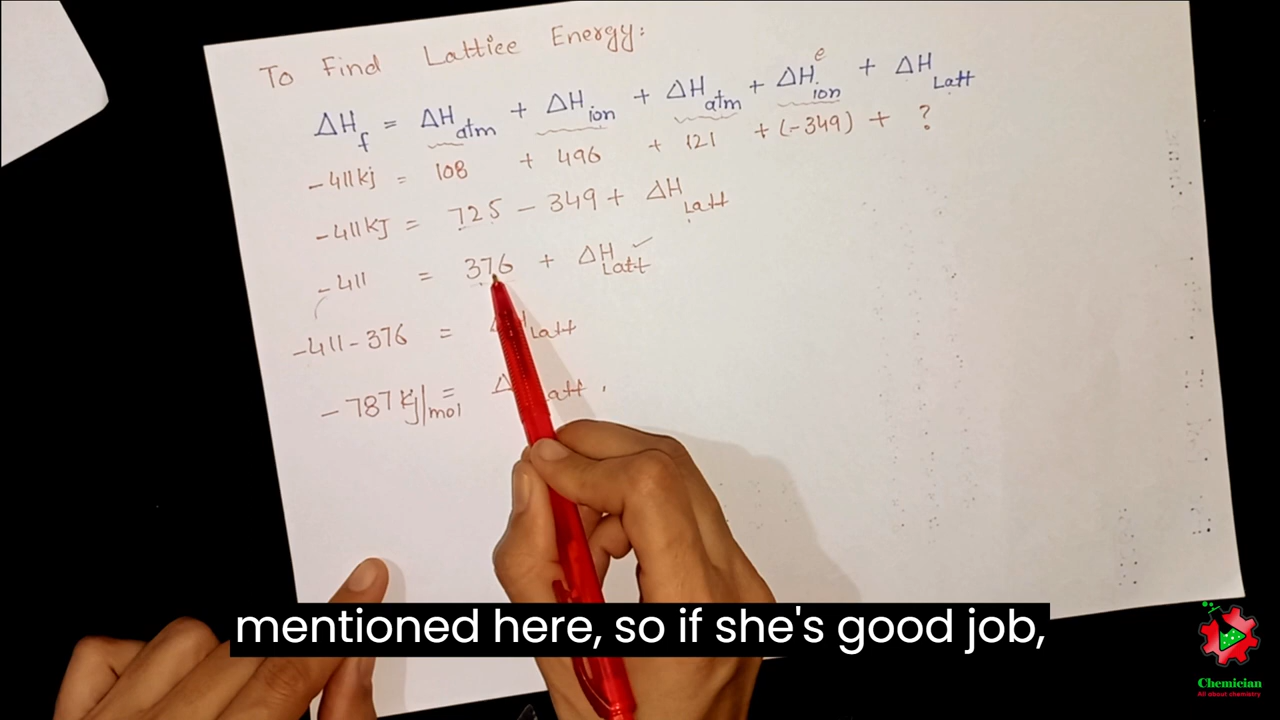 To Find Lattice Energy:
ΔHf = ΔHatm + ΔHion + ΔHatm + ΔHᵉion + ΔHLatt
-411kj = 108 + 496 + 121 + (-349) + ?
-411KJ = 725 - 349 + ΔHLatt
-411 = 376 + ΔHLatt ✓
-411-376 = ΔHLatt
-787KJ/mol = ΔHLatt.
mentioned here, so if she's good job,
Chemician
All about chemistry